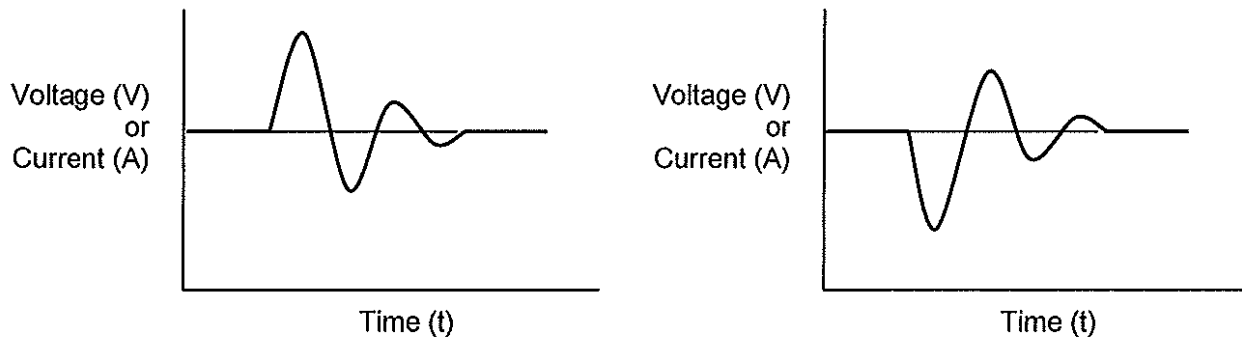 Voltage (V)
or
Current (A)
Time (t)
Voltage (V)
or
Current (A)
Time (t)